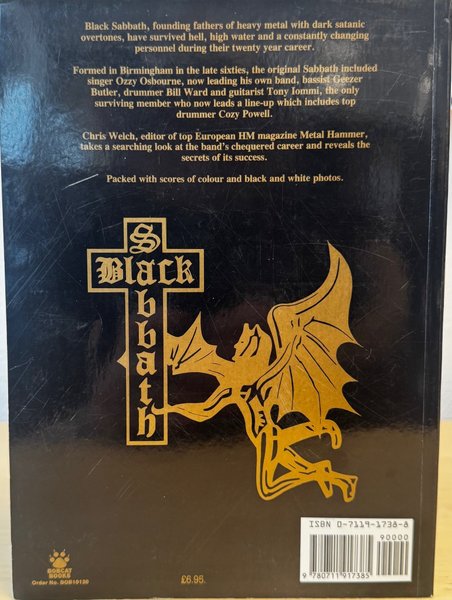 Black Sabbath, founding fathers of heavy metal with dark satanic
overtones, have survived hell, high water and a constantly changing
personnel during their twenty year career.
Formed in Birmingham in the late sixties, the original Sabbath included
singer Ozzy Osbourne, now leading his own band, bassist Geezer
Butler, drummer Bill Ward and guitarist Tony Iommi, the only
surviving member who now leads a line-up which includes top
drummer Cozy Powell.
Chris Welch, editor of top European HM magazine Metal Hammer,
takes a searching look at the band's chequered career and reveals the
secrets of its success.
Packed with scores of colour and black and white photos.
Black
Sabbath
ISBN 0-7119-1738-8
90000
9780711917385
BOBCAT
BOOKS
Order No. BOB10120
£6.95.